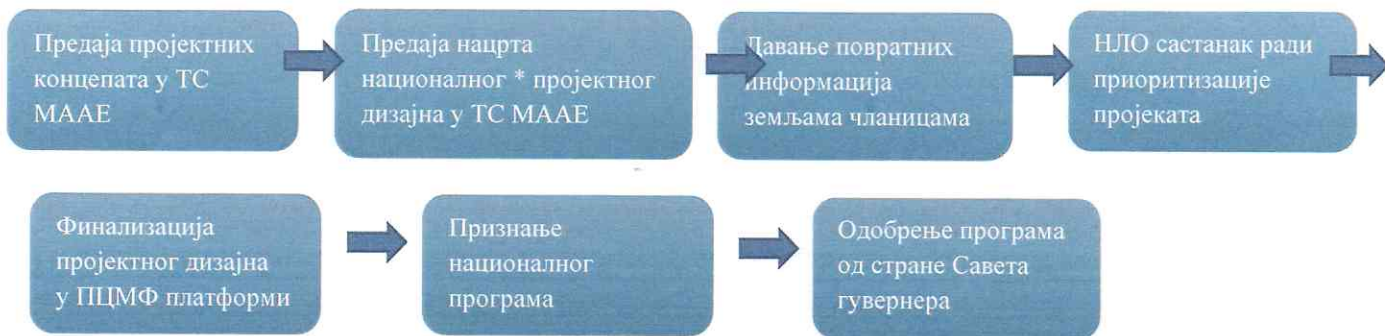 Предаја пројектних
концепата у ТС
МААЕ
Предаја нацрта
националног * пројектног
дизајна у ТС МААЕ
Давање повратних
информација
земљама чланицама
НЛО састанак ради
приоритизације
пројеката
Финализација
пројектног дизајна
у ПЦМФ платформи
Признање
националног
програма
Одобрење програма
од стране Савета
гувернера